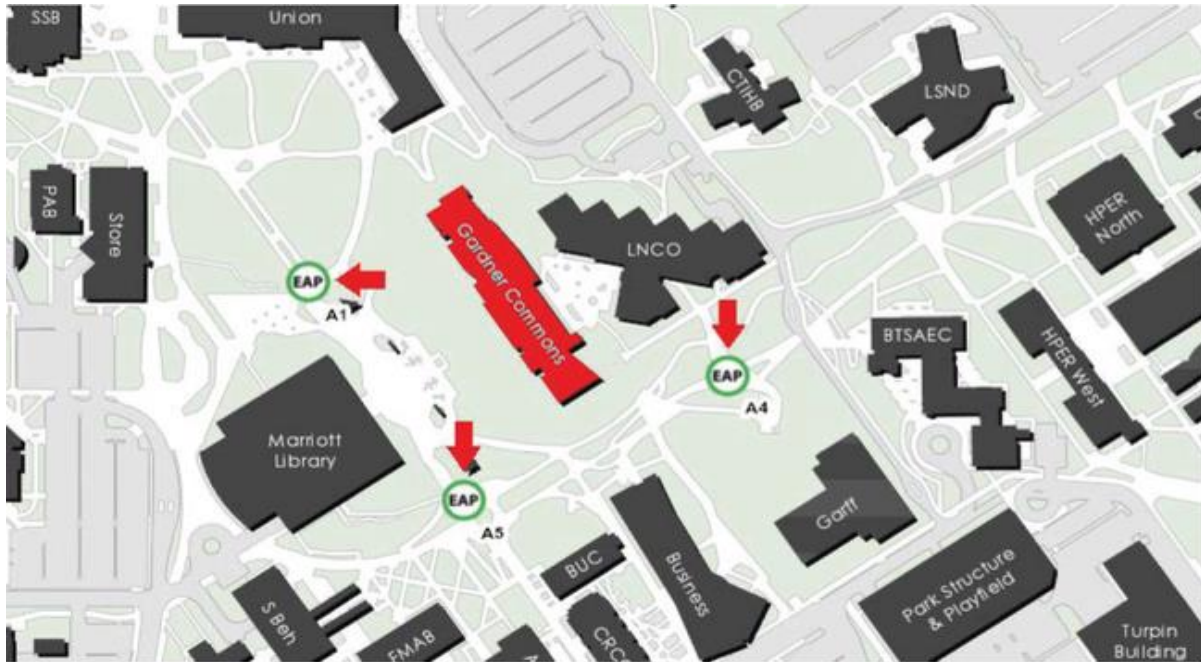 SSB
Union
CTIHB
LSND
PAB
Store
Gardner Commons
LNCO
HPER
North
EAP
A1
BTSAEC
HPER West
EAP
A4
Marriott
Library
EAP
A5
Garff
BUC
Business
Park Structure
& Playfield
S Beh
FMAB
Turpin
Building